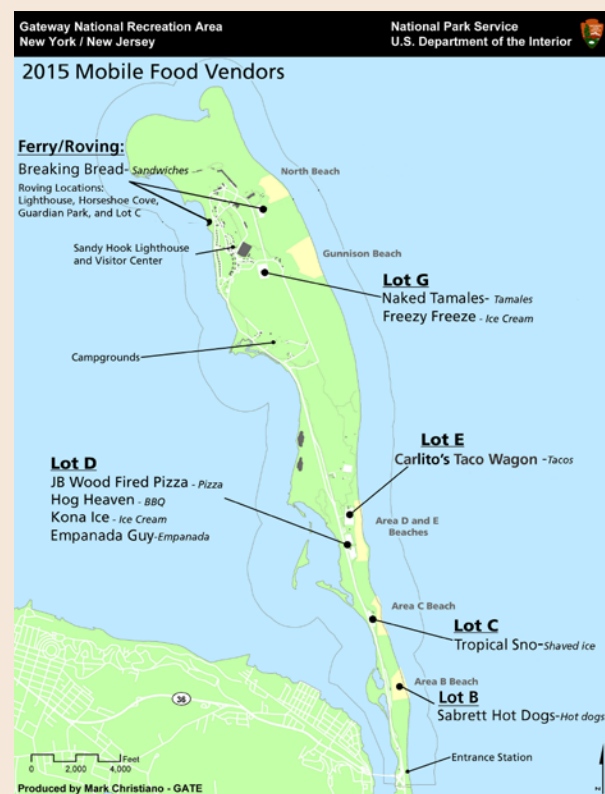 Gateway National Recreation Area
New York / New Jersey
National Park Service
U.S. Department of the Interior
2015 Mobile Food Vendors
Ferry/Roving:
Breaking Bread- Sandwiches
Roving Locations:
Lighthouse, Horseshoe Cove,
Guardian Park, and Lot C
North Beach
Sandy Hook Lighthouse
and Visitor Center
Gunnison Beach
Lot G
Naked Tamales- Tamales
Freezy Freeze - Ice Cream
Campgrounds
Lot E
Carlito's Taco Wagon -Tacos
Lot D
JB Wood Fired Pizza - Pizza
Hog Heaven - BBQ
Kona Ice - Ice Cream
Empanada Guy-Empanada
Area D and E
Beaches
Area C Beach
Lot C
Tropical Sno-Shaved ice
Area B Beach
Lot B
Sabrett Hot Dogs-Hot dogs
36
Entrance Station
Feet
0 2,000 4,000
N
Produced by Mark Christiano - GATE